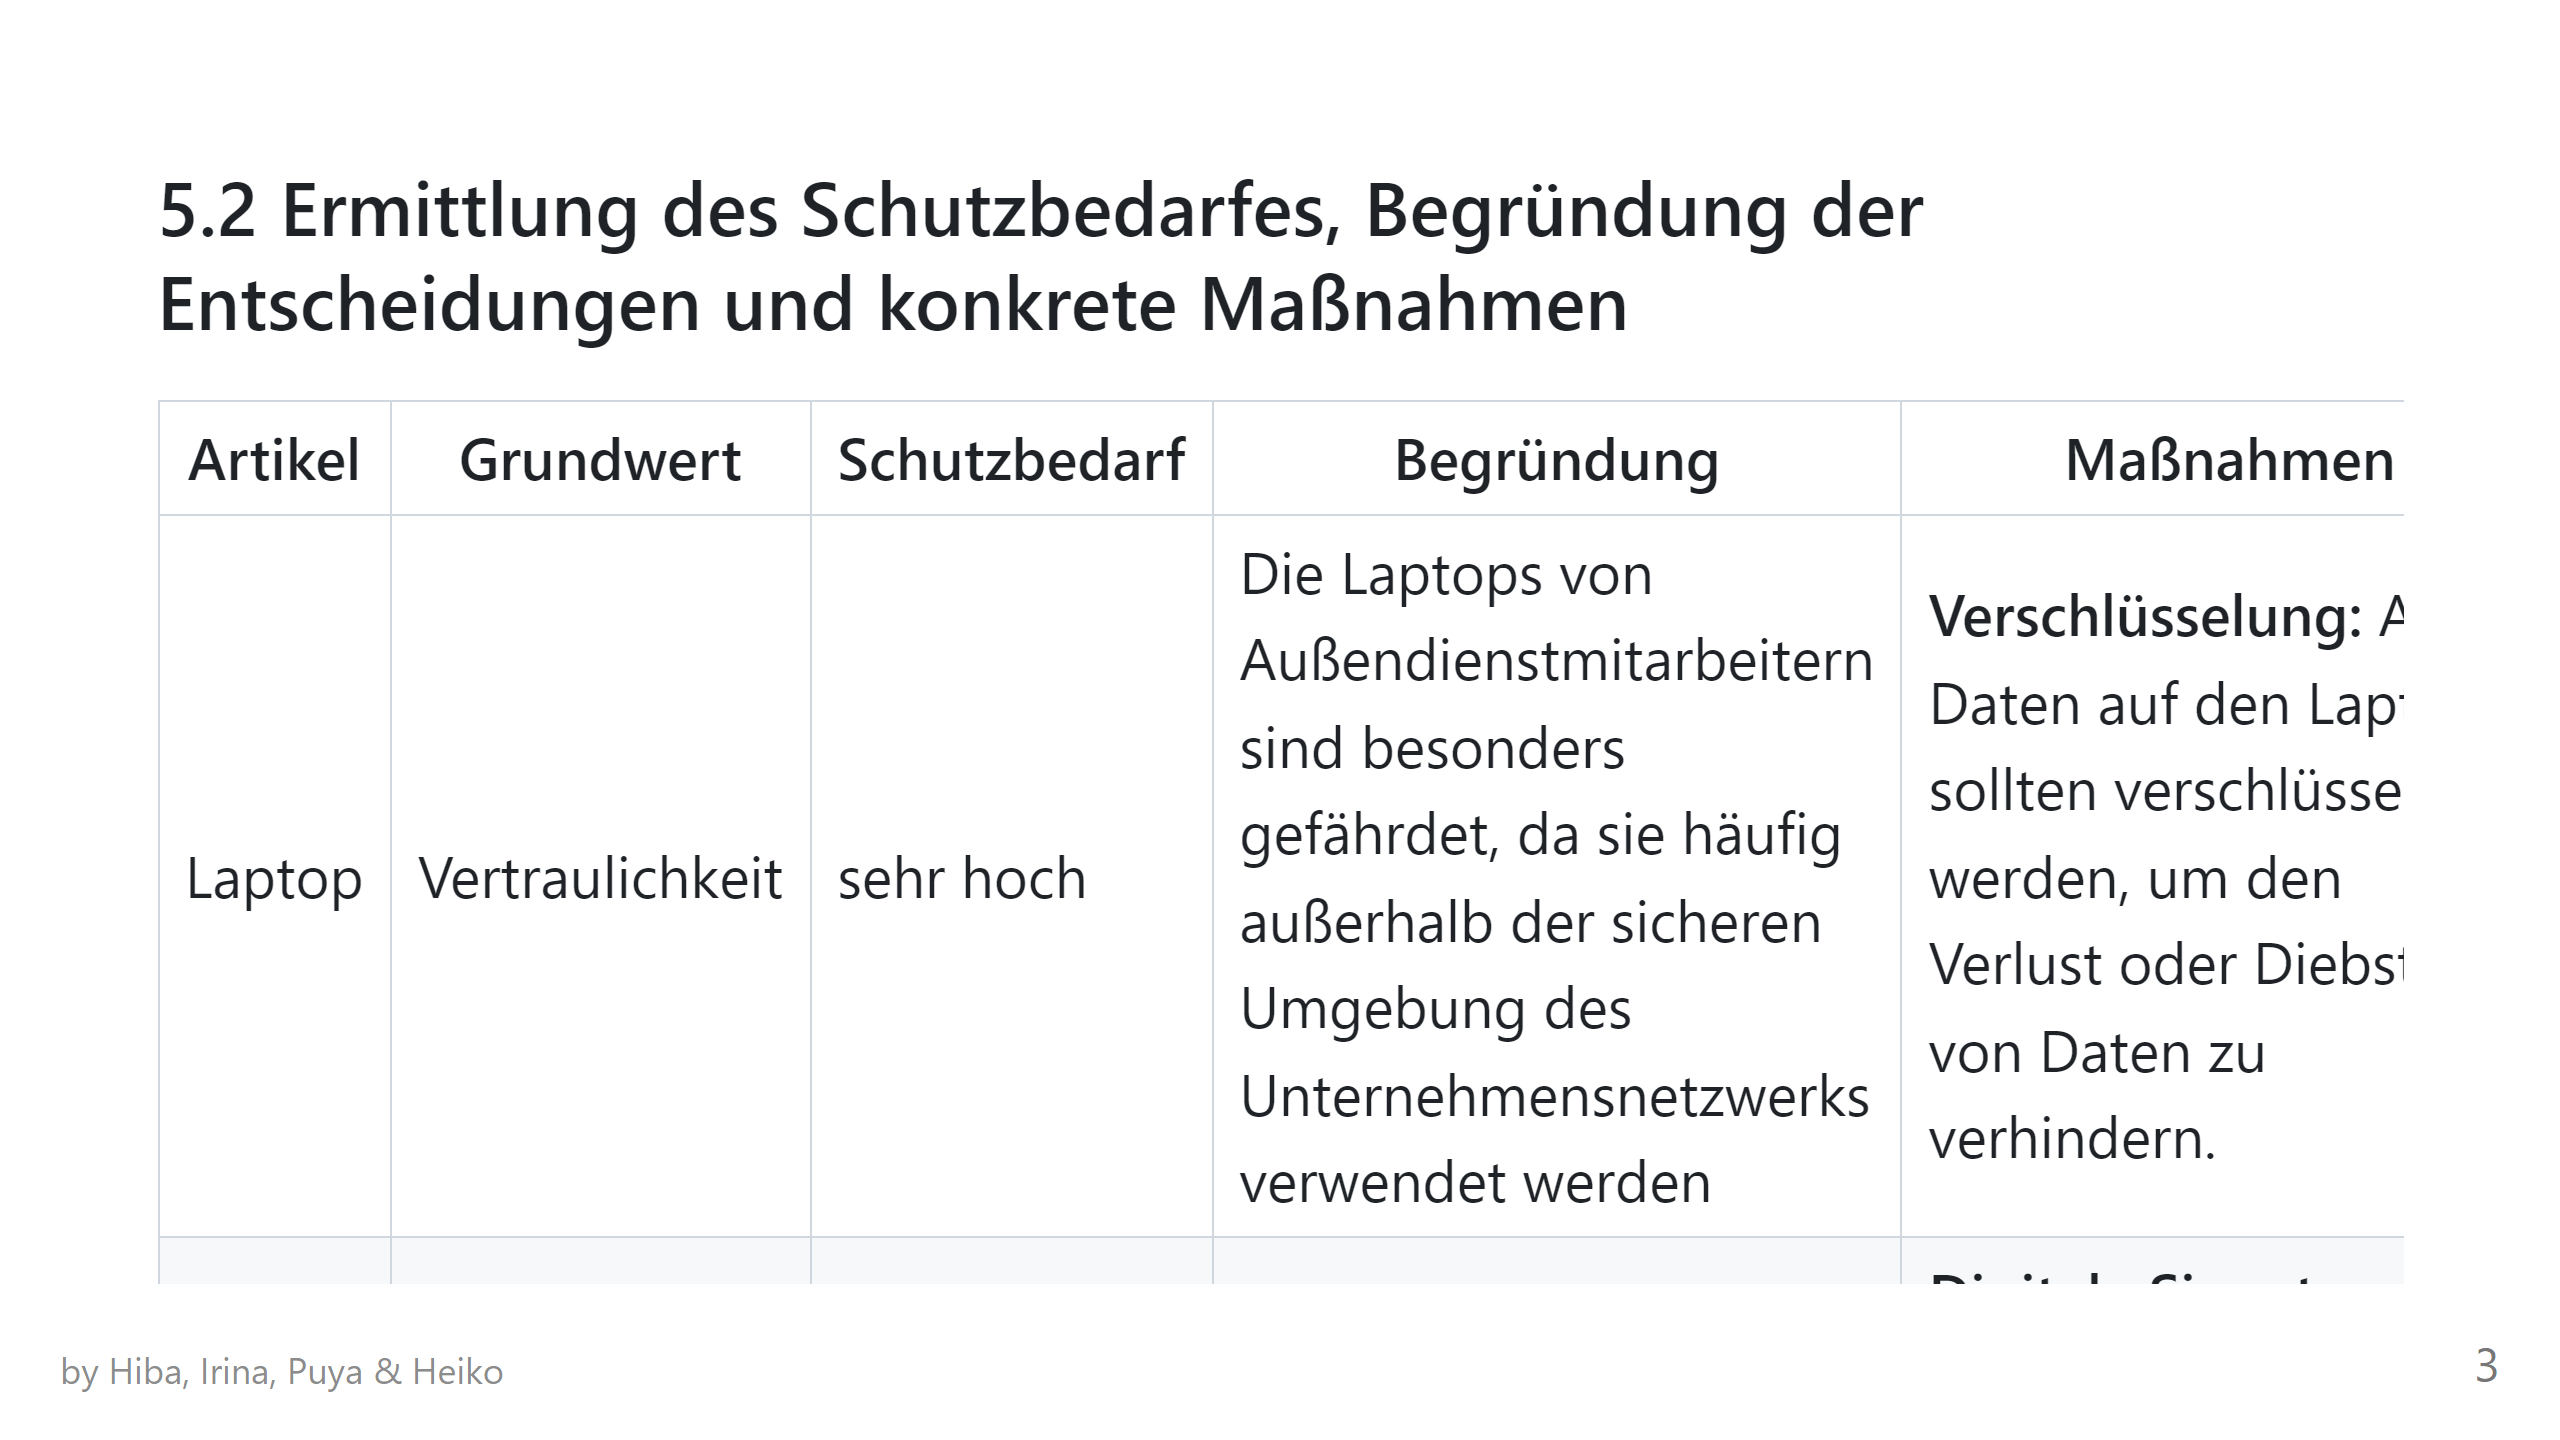 5.2 Ermittlung des Schutzbedarfes, Begründung der
Entscheidungen und konkrete Maßnahmen
Artikel
Grundwert
Schutzbedarf
Begründung
Maßnahmen
Laptop
Vertraulichkeit
sehr hoch
Die Laptops von
Außendienstmitarbeitern
sind besonders
gefährdet, da sie häufig
außerhalb der sicheren
Umgebung des
Unternehmensnetzwerks
verwendet werden
Verschlüsselung:
Daten auf den
sollten
werden, um den
Verlust oder
von Daten zu
verhindern.
by Hiba, Irina, Puya & Heiko
3